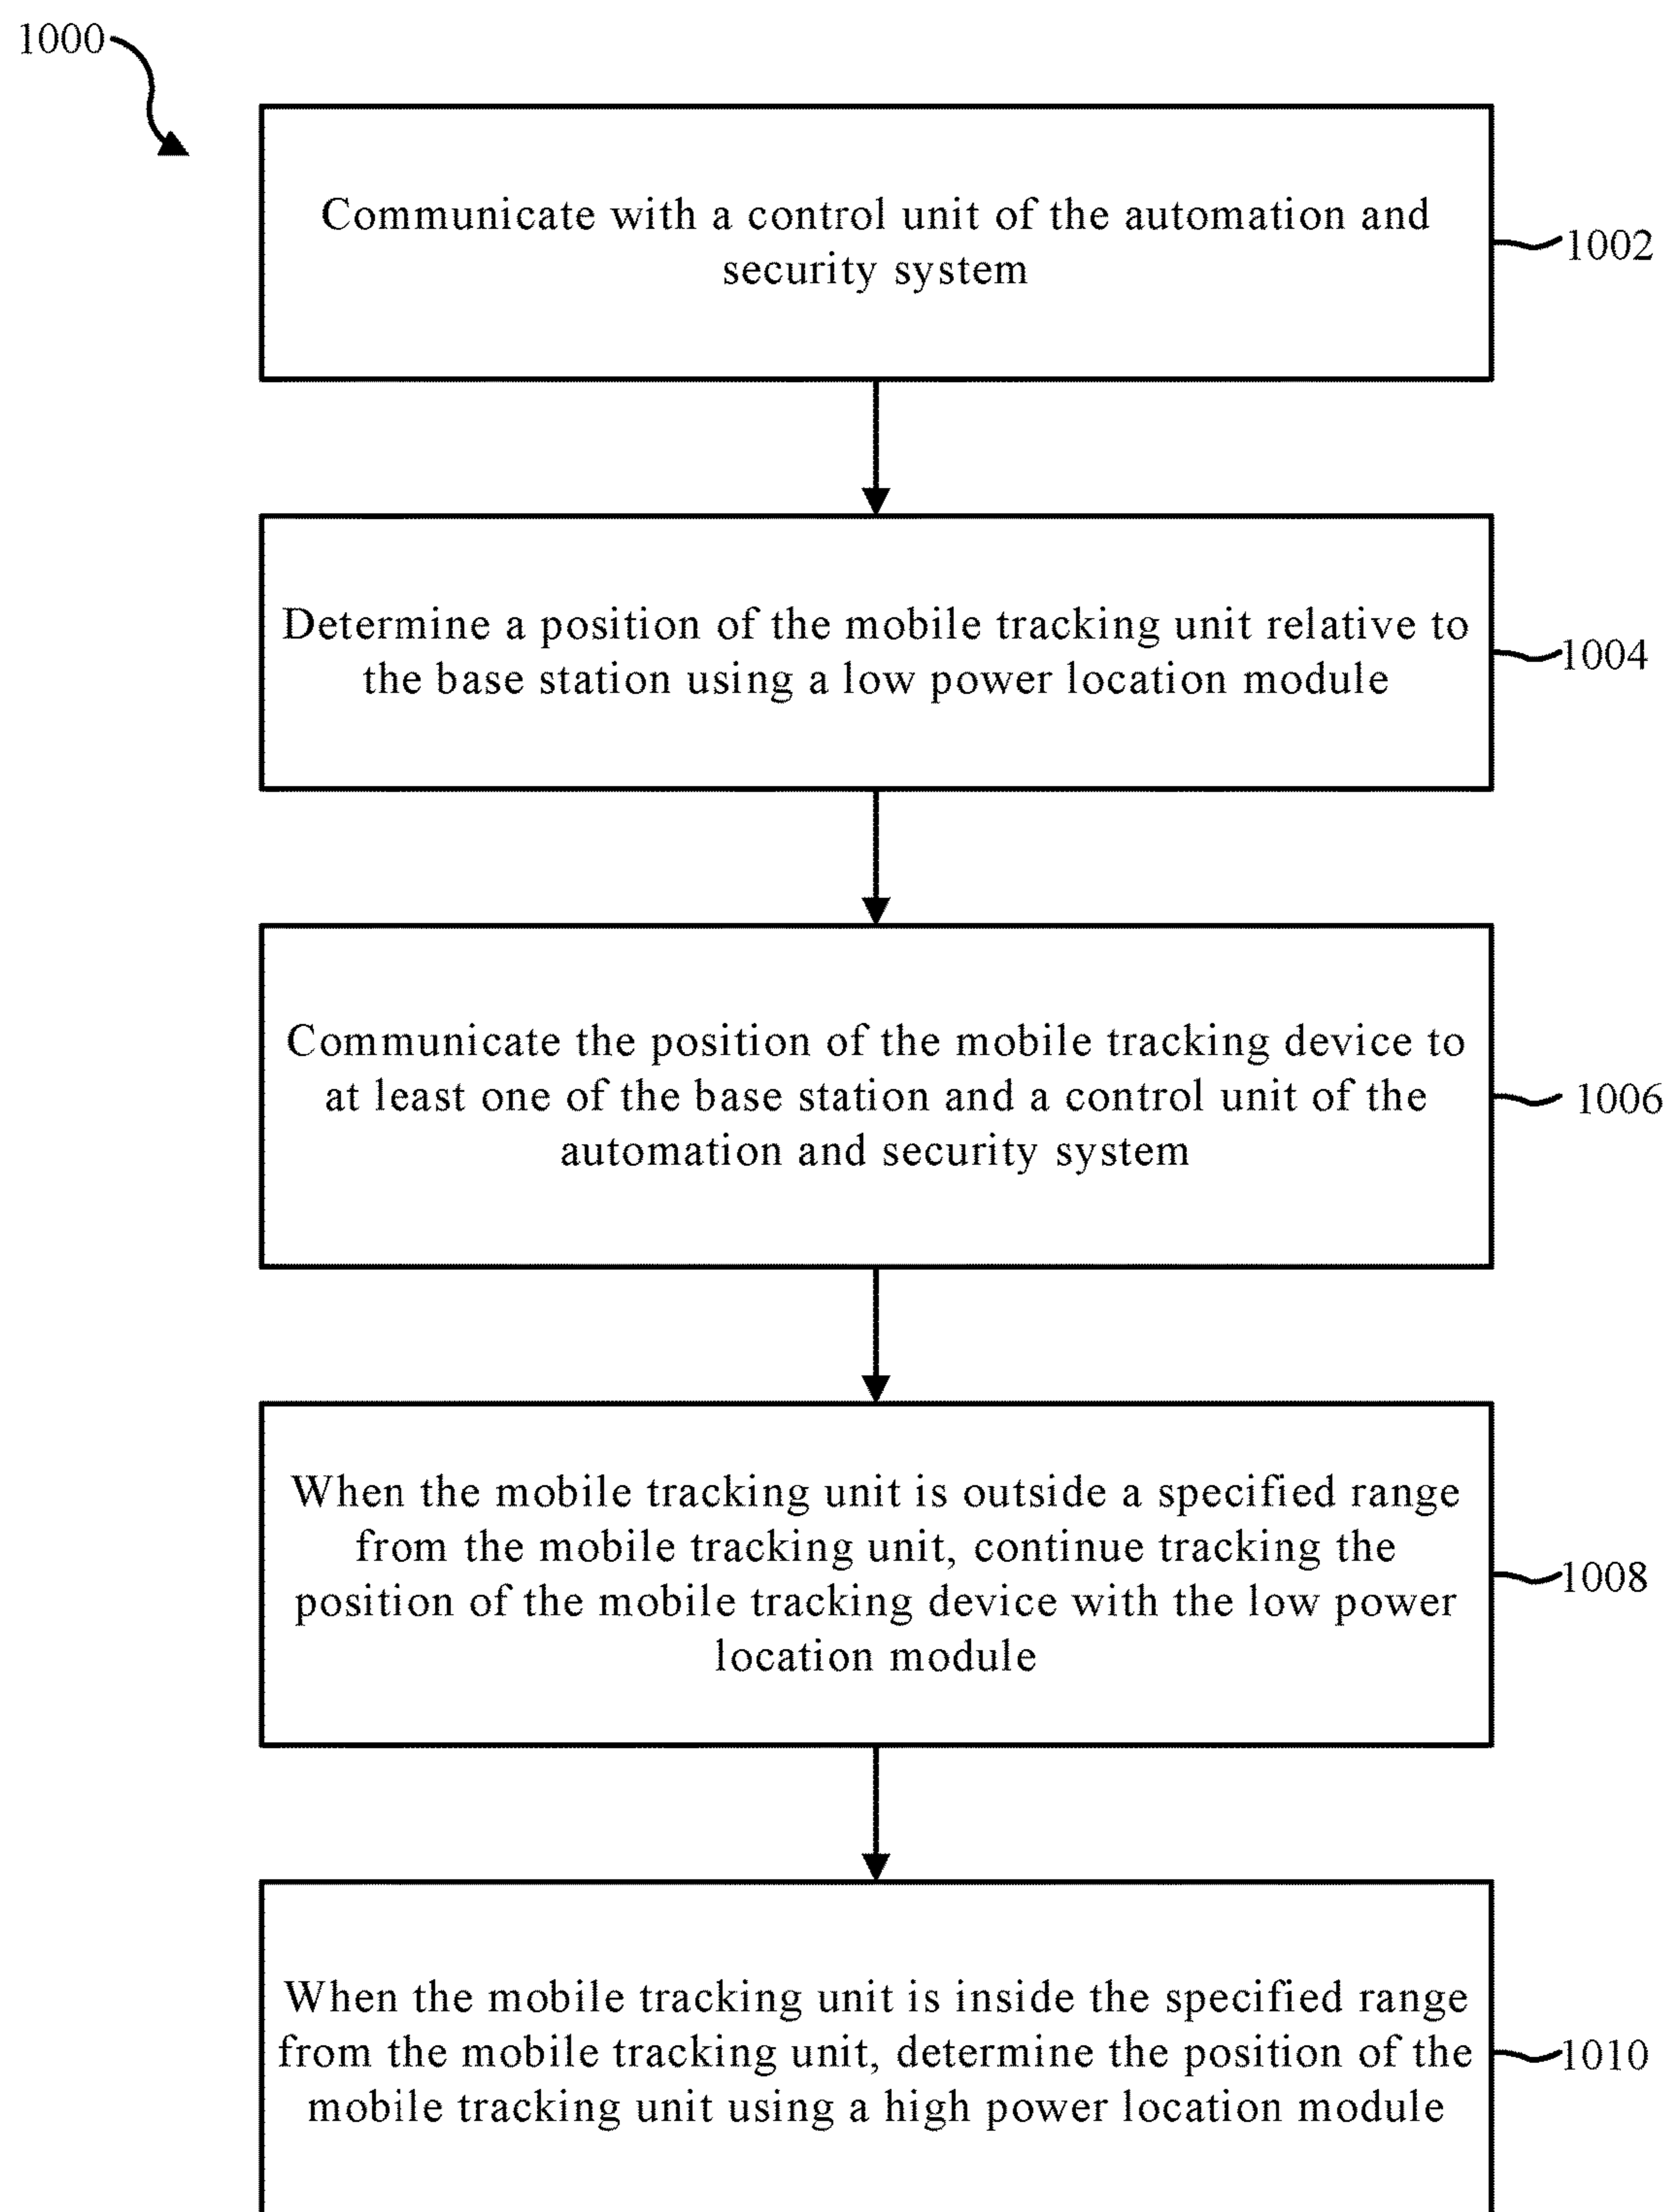 1000
Communicate with a control unit of the automation and
security system
1002
Determine a position of the mobile tracking unit relative to
the base station using a low power location module
1004
Communicate the position of the mobile tracking device to
at least one of the base station and a control unit of the
automation and security system
1006
When the mobile tracking unit is outside a specified range
from the mobile tracking unit, continue tracking the
position of the mobile tracking device with the low power
location module
1008
When the mobile tracking unit is inside the specified range
from the mobile tracking unit, determine the position of the
mobile tracking unit using a high power location module
1010